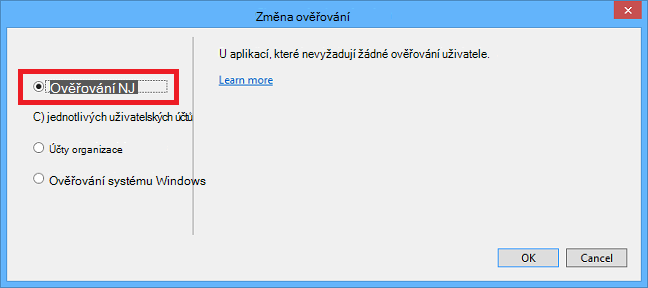 Změna ověřování
U aplikací, které nevyžadují žádné ověřování uživatele.
Learn more
Ověřování NJ
C) jednotlivých uživatelských účtů
Účty organizace
Ověřování systému Windows
OK
Cancel